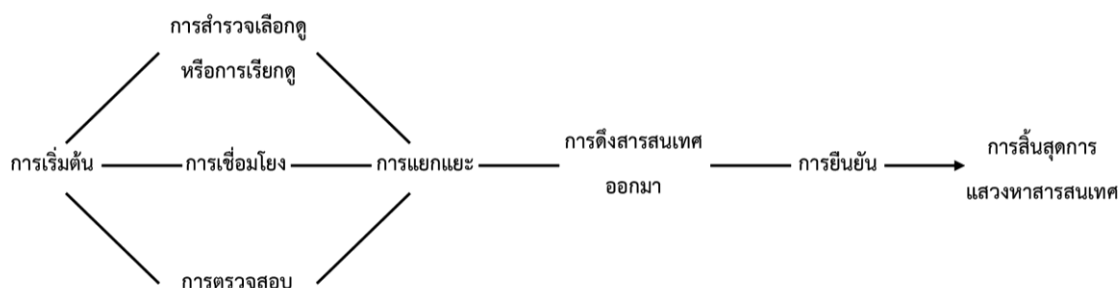 การสำรวจเลือกดู
หรือการเรียกดู
การเริ่มต้น
การเชื่อมโยง
การแยกแยะ
การดึงสารสนเทศ
ออกมา
การยืนยัน
การสิ้นสุดการ
แสวงหาสารสนเทศ
การตรวจสอบ